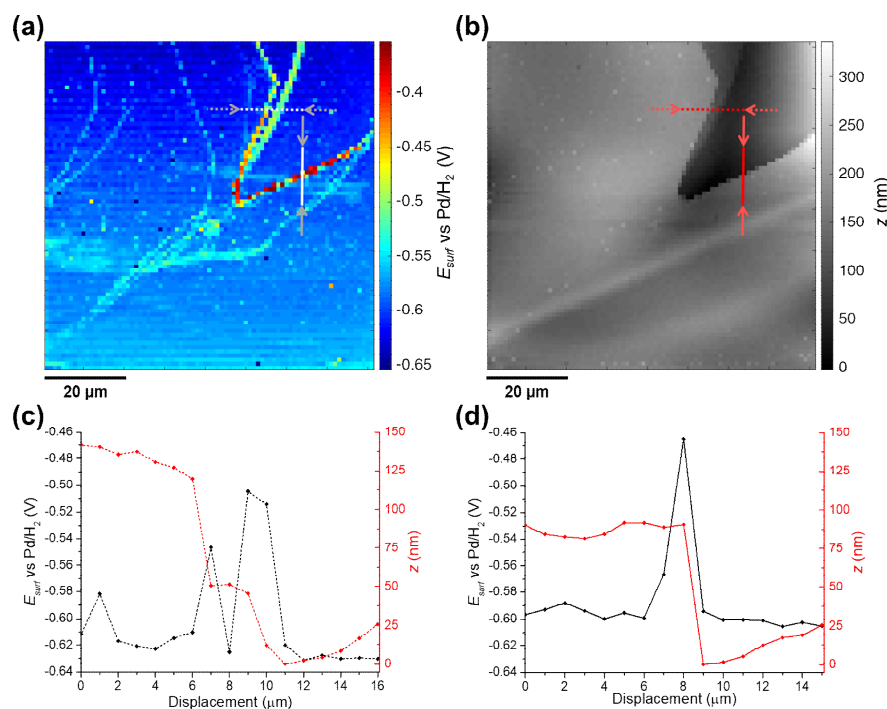 (a)
-0.4
-0.45
-0.5
-0.55
-0.6
-0.65
E_surf vs Pd/H₂ (V)
20 µm
(b)
300
250
200
150
100
50
0
z (nm)
20 µm
(c)
-0.46
-0.48
-0.50
-0.52
-0.54
-0.56
-0.58
-0.60
-0.62
-0.64
E_surf vs Pd/H₂ (V)
0 2 4 6 8 10 12 14 16
Displacement (µm)
150
125
100
75
50
25
0
z (nm)
(d)
-0.46
-0.48
-0.50
-0.52
-0.54
-0.56
-0.58
-0.60
-0.62
-0.64
E_surf vs Pd/H₂ (V)
0 2 4 6 8 10 12 14
Displacement (µm)
150
125
100
75
50
25
0
z (nm)